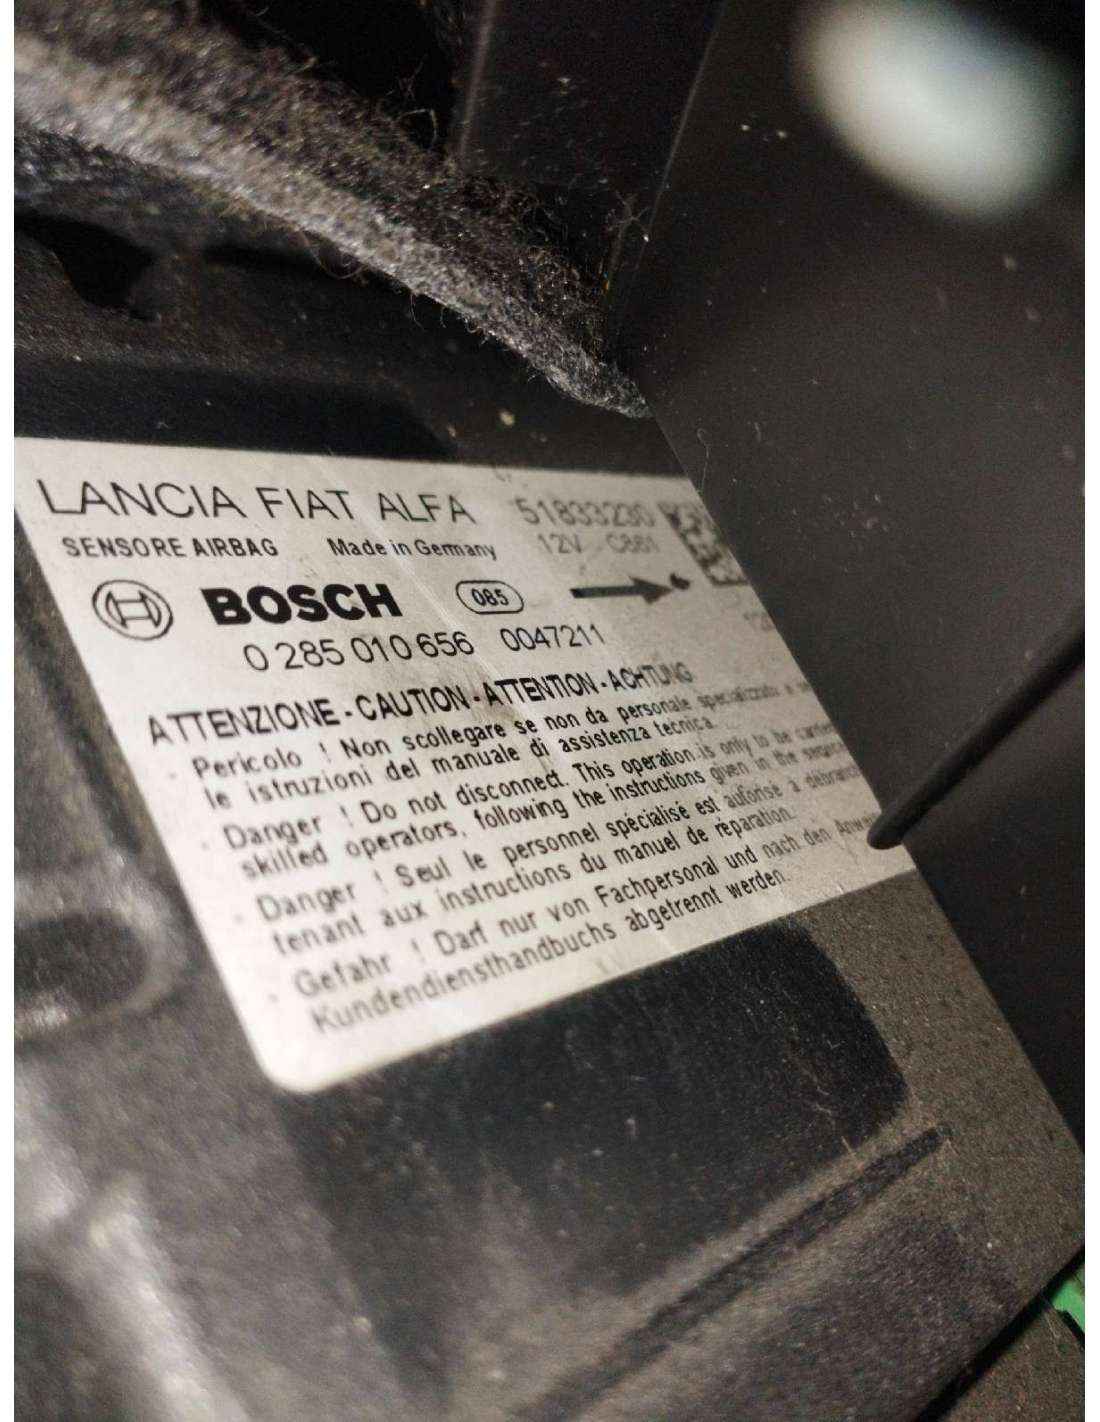 LANCIA FIAT ALFA 51833230
SENSORE AIRBAG Made in Germany 12V C861
BOSCH 085
0 285 010 656 0047211
ATTENZIONE - CAUTION - ATTENTION - ACHTUNG
- Pericolo ! Non scollegare se non da personale specializzato e
le istruzioni del manuale di assistenza tecnica.
- Danger ! Do not disconnect. This operation is only to be carried
skilled operators, following the instructions given in the
- Danger ! Seul le personnel spécialisé est autorisé à
tenant aux instructions du manuel de réparation.
- Gefahr ! Darf nur von Fachpersonal und nach den
Kundendiensthandbuchs abgetrennt werden.